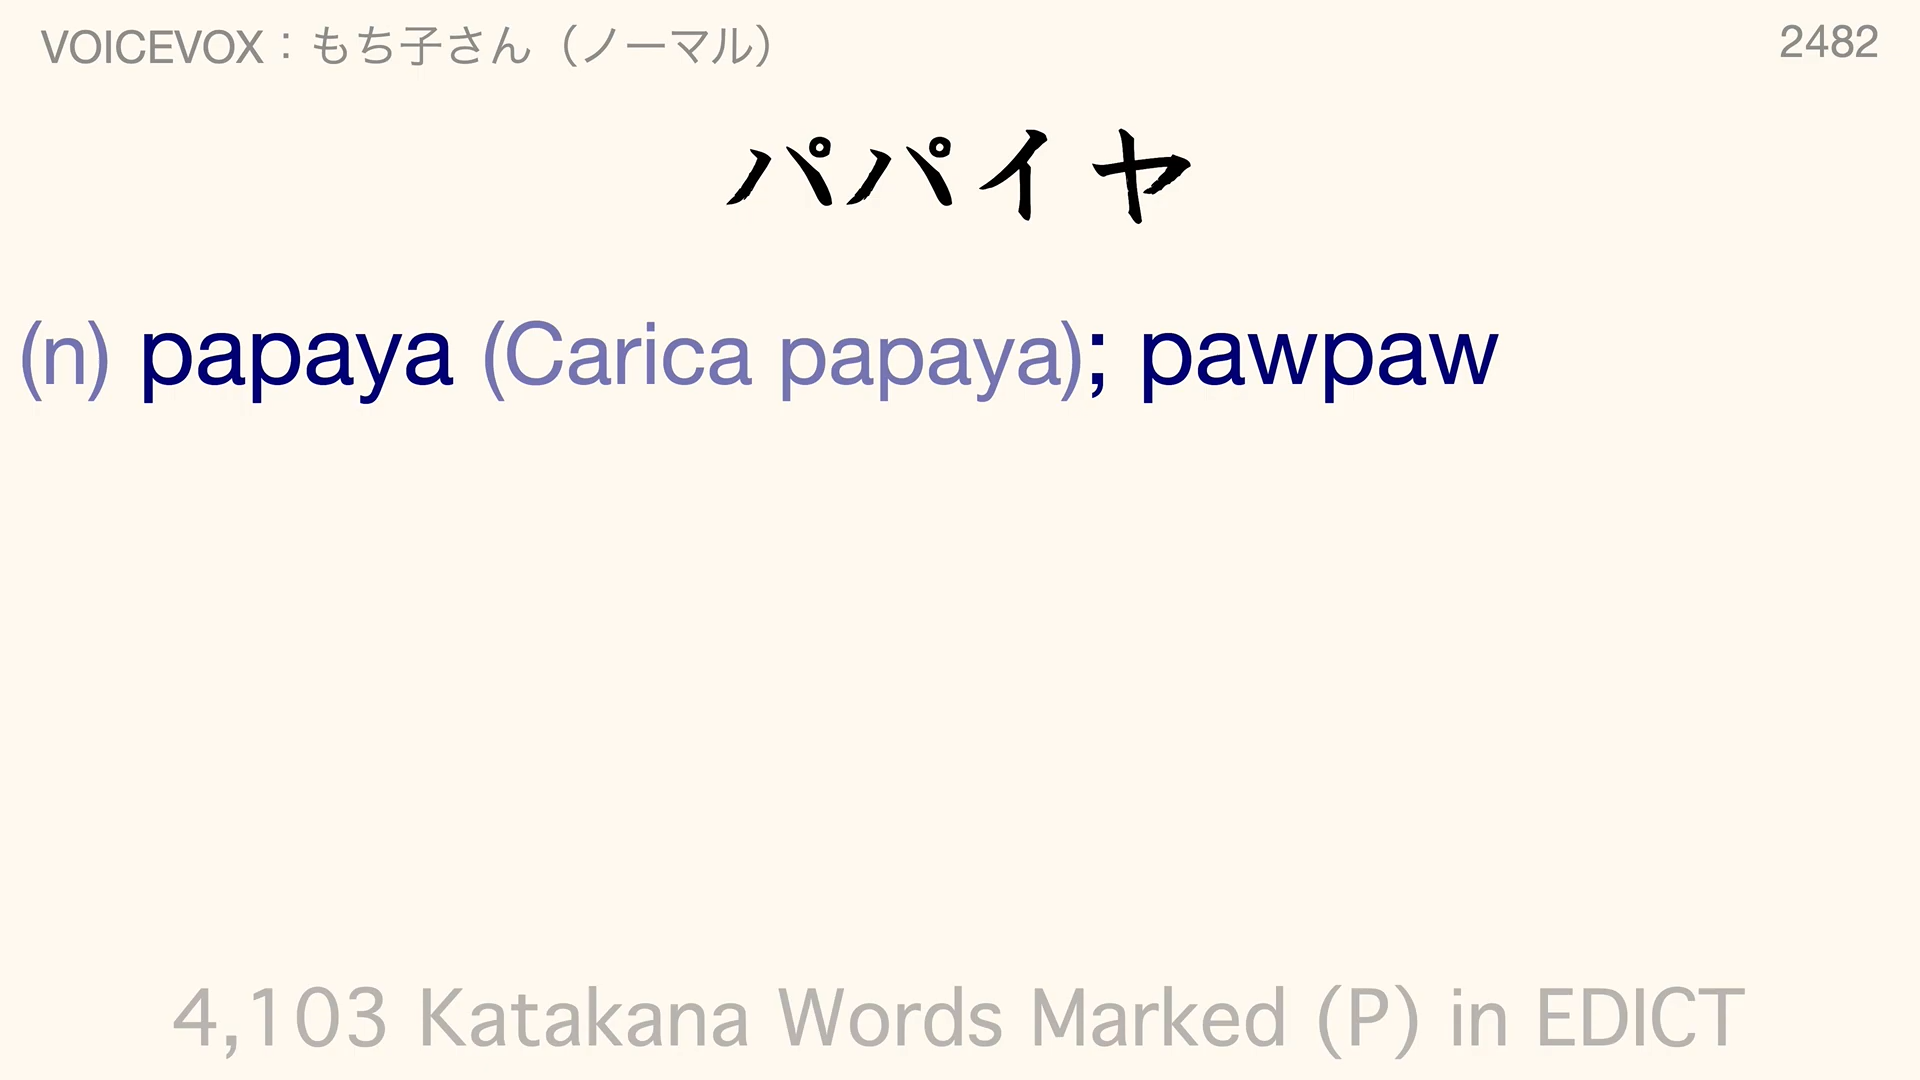 VOICEVOX：もち子さん（ノーマル）
2482
パパイヤ
(n) papaya (Carica papaya); pawpaw
4,103 Katakana Words Marked (P) in EDICT